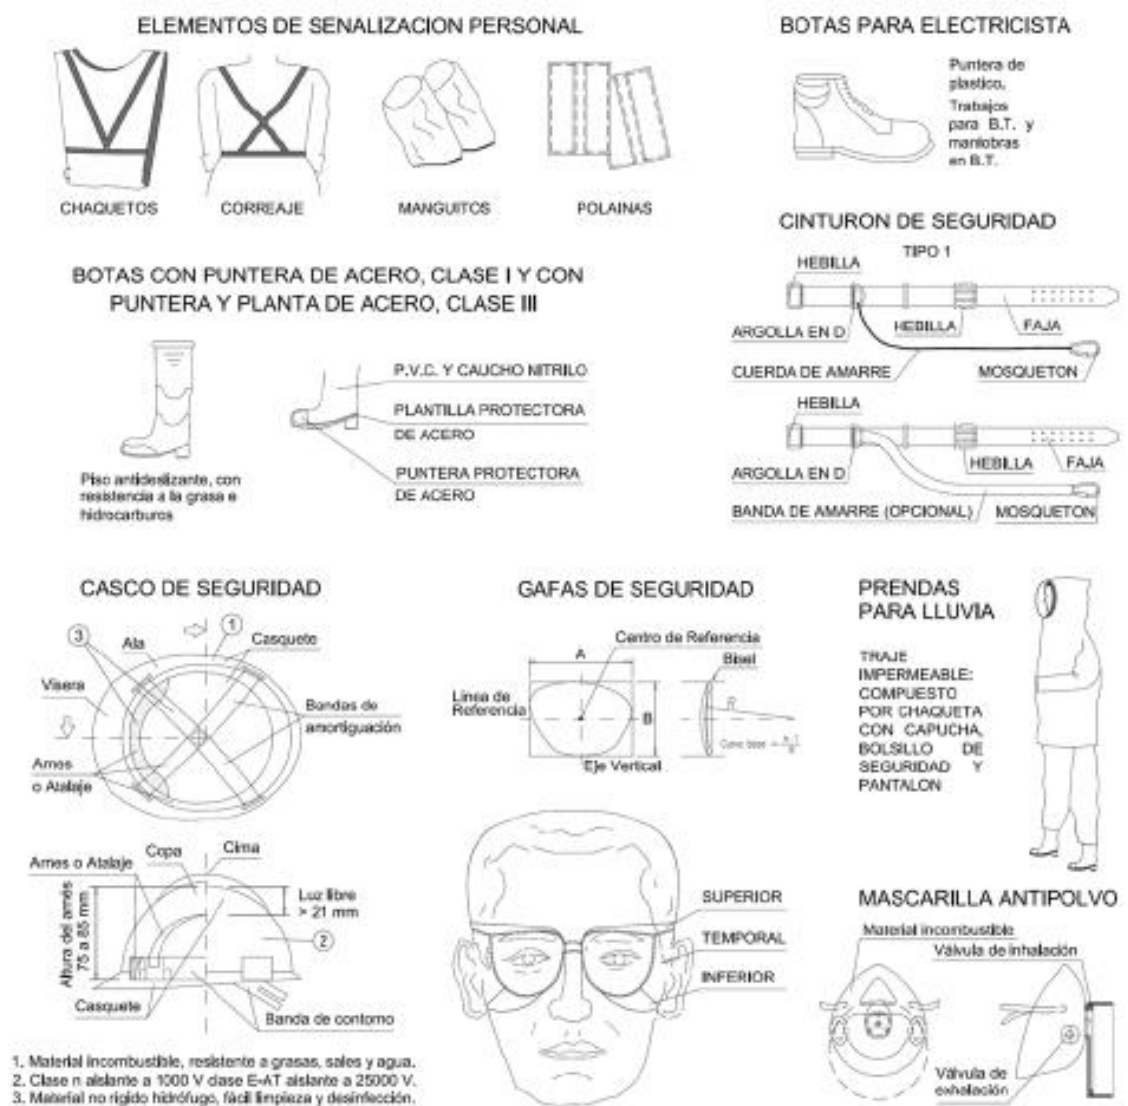 ELEMENTOS DE SENALIZACION PERSONAL
CHAQUETOS
CORREAJE
MANGUITOS
POLAINAS
BOTAS PARA ELECTRICISTA
Puntera de
plastico.
Trabajos
para B.T. y
maniobras
en B.T.
BOTAS CON PUNTERA DE ACERO, CLASE I Y CON
PUNTERA Y PLANTA DE ACERO, CLASE III
Piso antideslizante, con
resistencia a la grasa e
hidrocarburos
P.V.C. Y CAUCHO NITRILO
PLANTILLA PROTECTORA
DE ACERO
PUNTERA PROTECTORA
DE ACERO
CINTURON DE SEGURIDAD
TIPO 1
HEBILLA
ARGOLLA EN D
HEBILLA
FAJA
CUERDA DE AMARRE
MOSQUETON
HEBILLA
ARGOLLA EN D
HEBILLA
FAJA
BANDA DE AMARRE (OPCIONAL)
MOSQUETON
CASCO DE SEGURIDAD
3
1
Ala
Casquete
Visera
Bandas de
amortiguación
Arnes
o Atalaje
Arnes o Atalaje
Copa
Cima
Altura del arnés
75 a 85 mm
Luz libre
> 21 mm
2
Casquete
Banda de contorno
1. Material incombustible, resistente a grasas, sales y agua.
2. Clase n aislante a 1000 V clase E-AT aislante a 25000 V.
3. Material no rigido hidrófugo, fácil limpieza y desinfección.
GAFAS DE SEGURIDAD
Centro de Referencia
A
Bisel
Linea de
Referencia
B
R
Eje Vertical
SUPERIOR
TEMPORAL
INFERIOR
PRENDAS
PARA LLUVIA
TRAJE
IMPERMEABLE:
COMPUESTO
POR CHAQUETA
CON CAPUCHA,
BOLSILLO DE
SEGURIDAD Y
PANTALON
MASCARILLA ANTIPOLVO
Material incombustible
Válvula de inhalación
Válvula de
exhalación